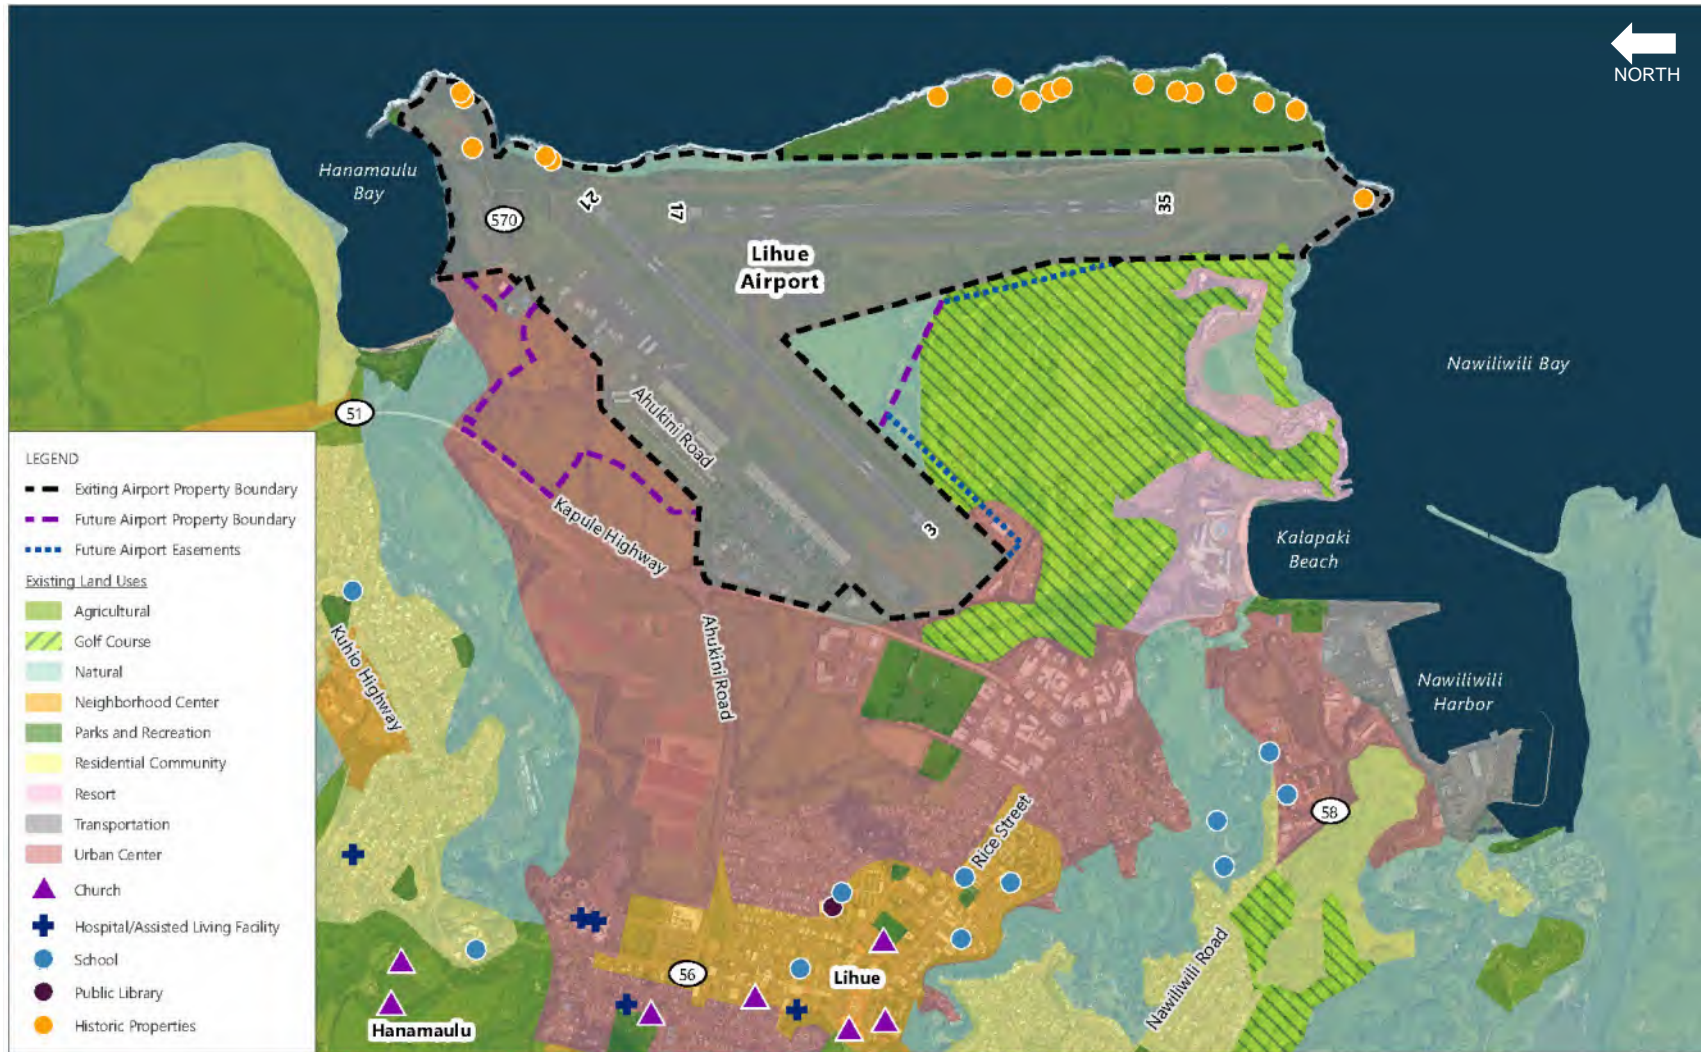 NORTH
Hanamaulu
Bay
570
21
17
35
Lihue
Airport
Nawiliwili Bay
51
Ahukini Road
Kapule Highway
3
Kalapaki
Beach
Ahukini Road
Kuhio Highway
Nawiliwili
Harbor
Rice Street
58
56
Lihue
Nawiliwili Road
Hanamaulu
LEGEND
Exiting Airport Property Boundary
Future Airport Property Boundary
Future Airport Easements
Existing Land Uses
Agricultural
Golf Course
Natural
Neighborhood Center
Parks and Recreation
Residential Community
Resort
Transportation
Urban Center
Church
Hospital/Assisted Living Facility
School
Public Library
Historic Properties